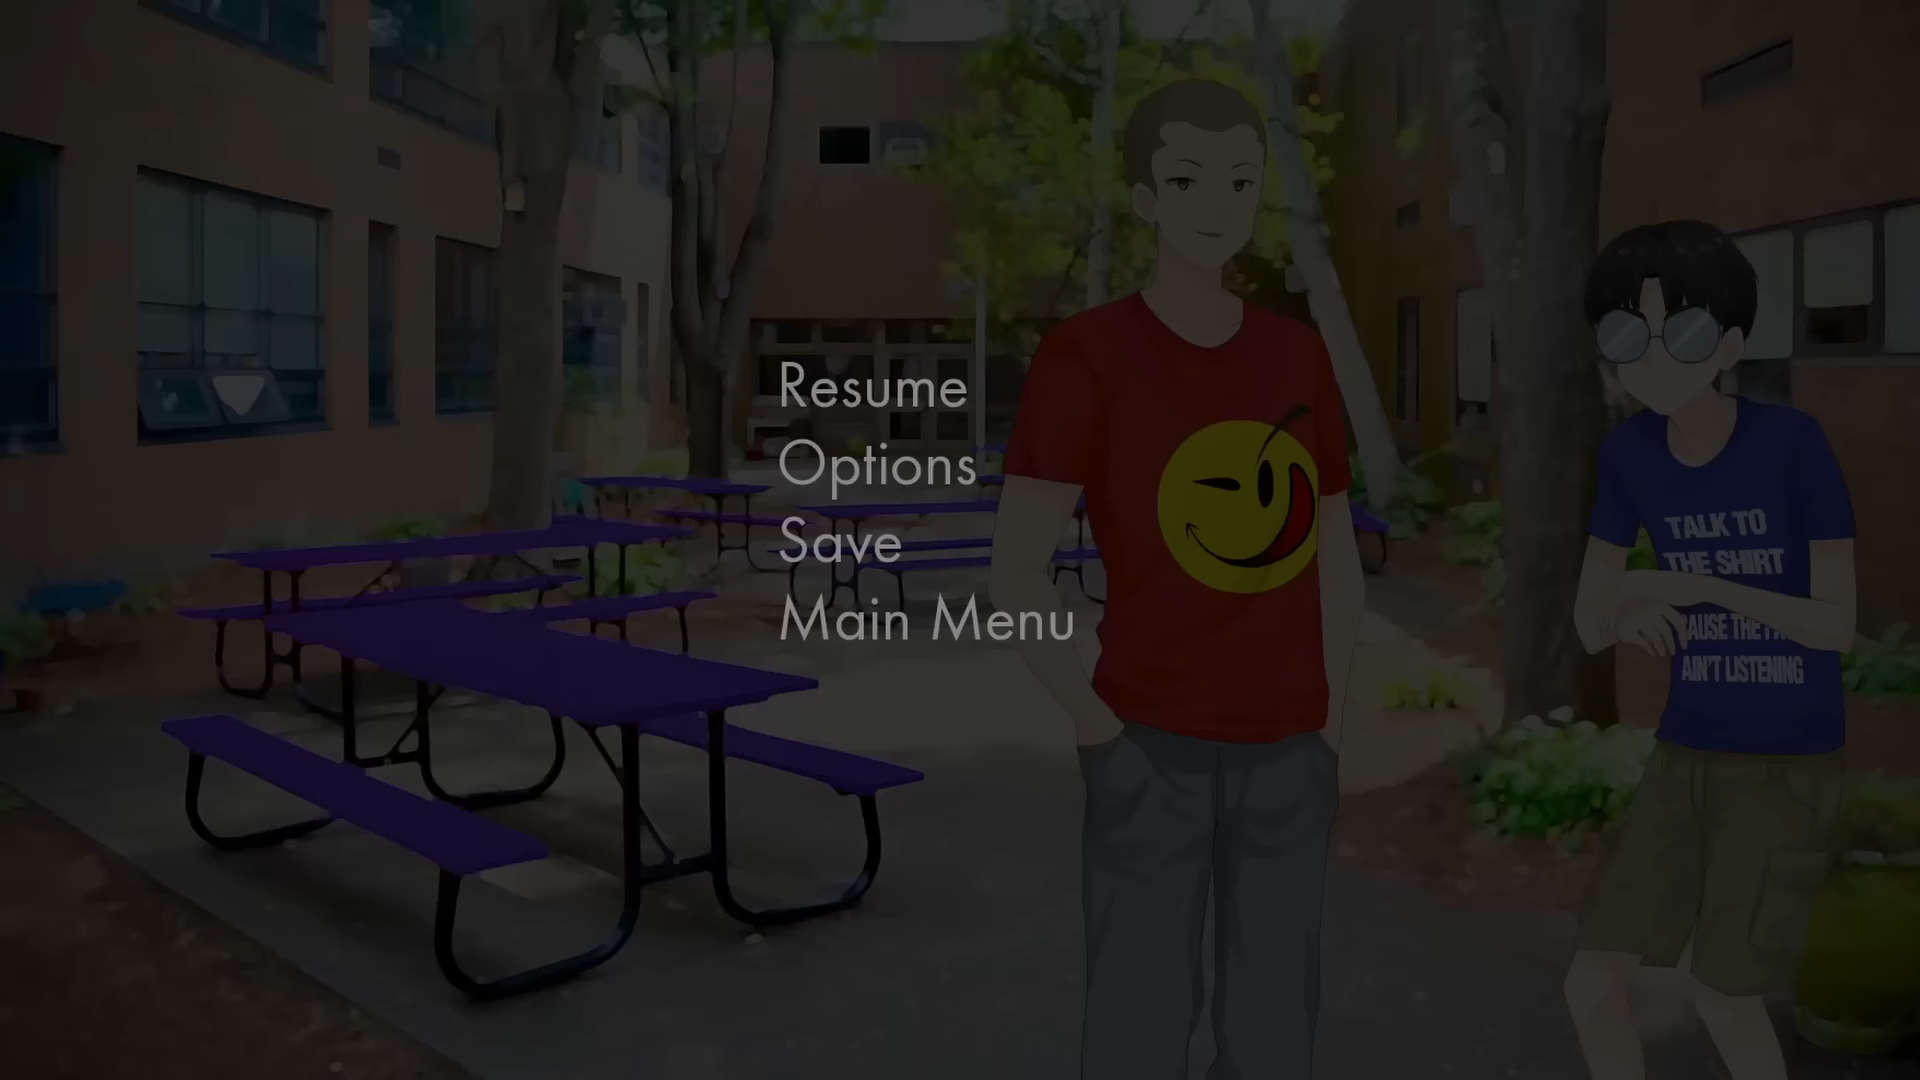 Resume
Options
Save
Main Menu
TALK TO
THE SHIRT
AIN'T LISTENING